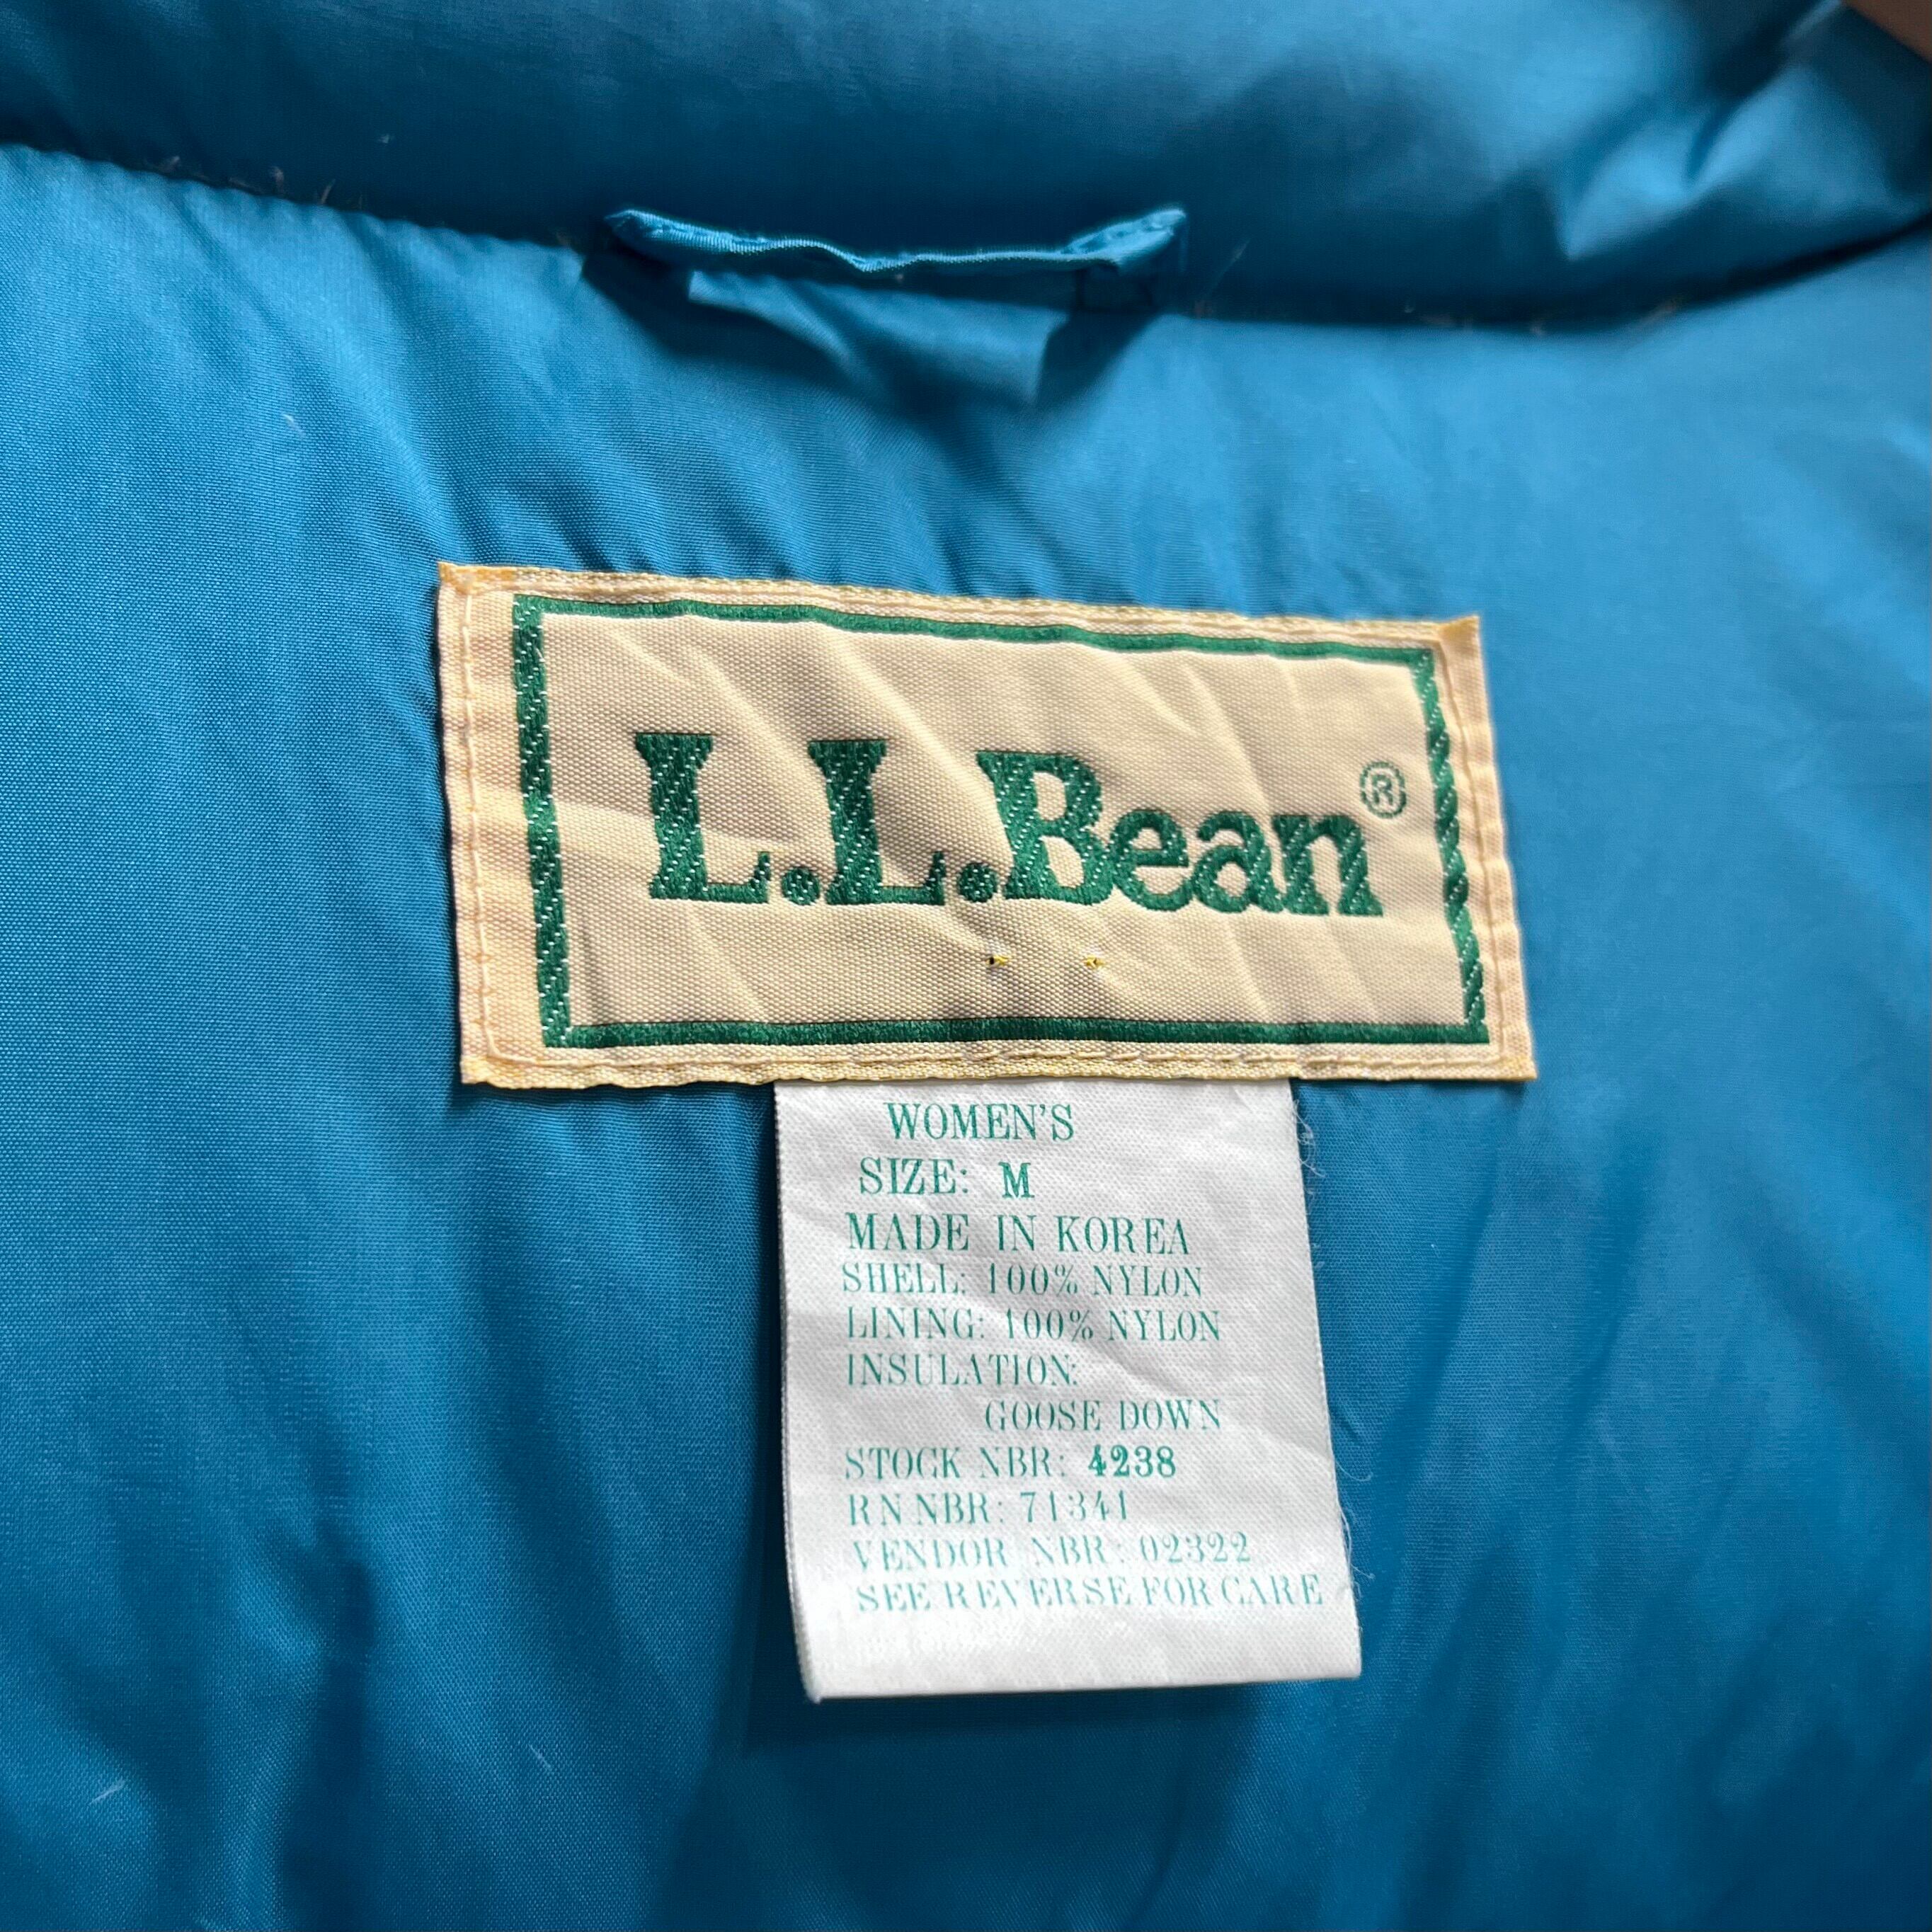 L.L.Bean®
WOMEN'S
SIZE: M
MADE IN KOREA
SHELL: 100% NYLON
LINING: 100% NYLON
INSULATION:
GOOSE DOWN
STOCK NBR: 4238
RN NBR: 71341
VENDOR NBR: 02322
SEE REVERSE FOR CARE